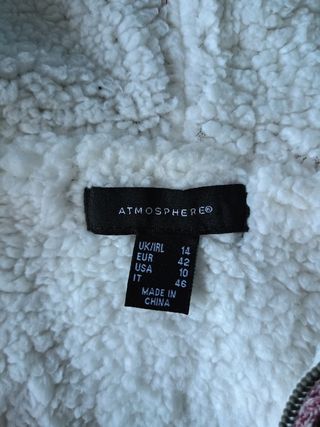 ATMOSPHERE®
UK/IRL 14
EUR 42
USA 10
IT 46
MADE IN
CHINA